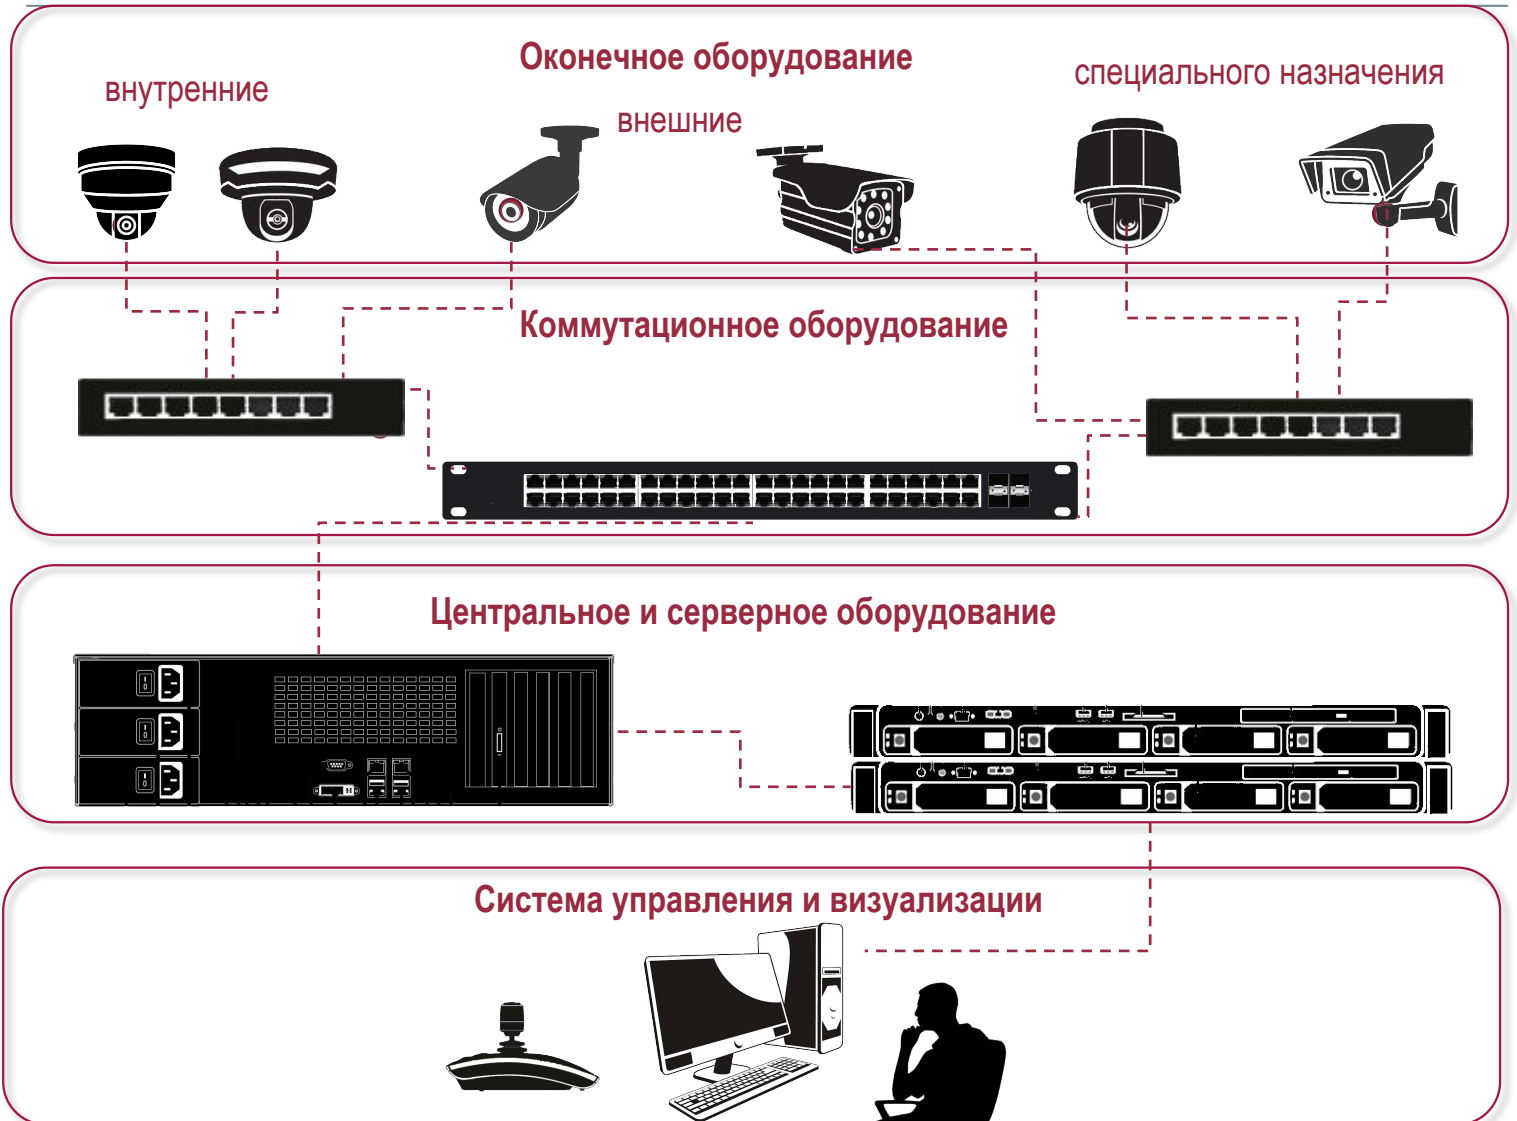 Оконечное оборудование
внутренние
внешние
специального назначения
Коммутационное оборудование
Центральное и серверное оборудование
Система управления и визуализации